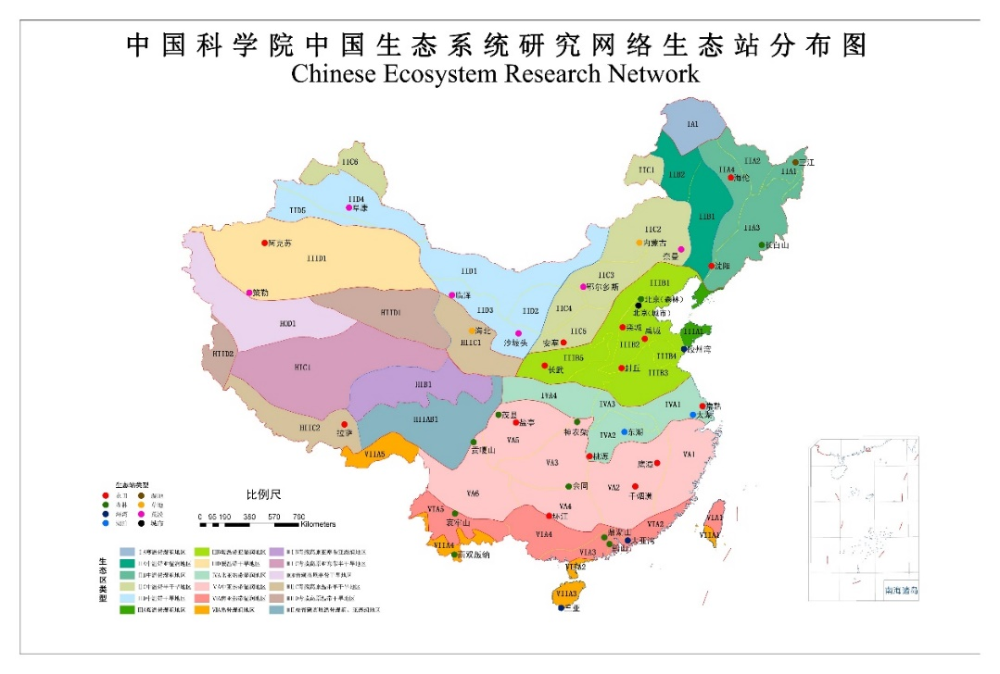 中国科学院中国生态系统研究网络生态站分布图
Chinese Ecosystem Research Network
IA1
IIC6
IIC1
IIB2
IIA4
IIA2
IIA1
三江
海伦
IID4
阜康
IID5
IIB1
IIA3
IIC2
内蒙古
奈曼
长白山
阿克苏
IIID1
沈阳
IID1
IIC3
鄂尔多斯
IIIB1
策勒
临泽
北京(森林)
北京(城市)
HIID1
IID3
IID2
IIC4
HOD1
海北
沙坡头
IIC5
栾城
禹城
IIIA1
HIIC1
安塞
IIIB2
胶州湾
HIID2
IIIB5
IIIB4
HIC1
长武
封丘
IIIB3
HIB1
IVA4
IVA3
IVA1
常熟
太湖
HIIAB1
茂县
盐亭
神农架
IVA2
东湖
HIIC2
拉萨
VA5
贡嘎山
VIIA5
桃源
VA1
VA3
鹰潭
VA6
会同
VA2
千烟洲
VIA5
哀牢山
VA4
环江
VIA2
VIA1
VIIA4
VIA4
鼎湖山
大亚湾
VIIA1
西双版纳
VIA3
鹤山
VIIA2
VIIA3
三亚
南海诸岛
生态站类型
农田
森林
海湾
湖泊
湿地
草地
荒漠
城市
比例尺
0 95 190 380 570 760
Kilometers
生态区类型